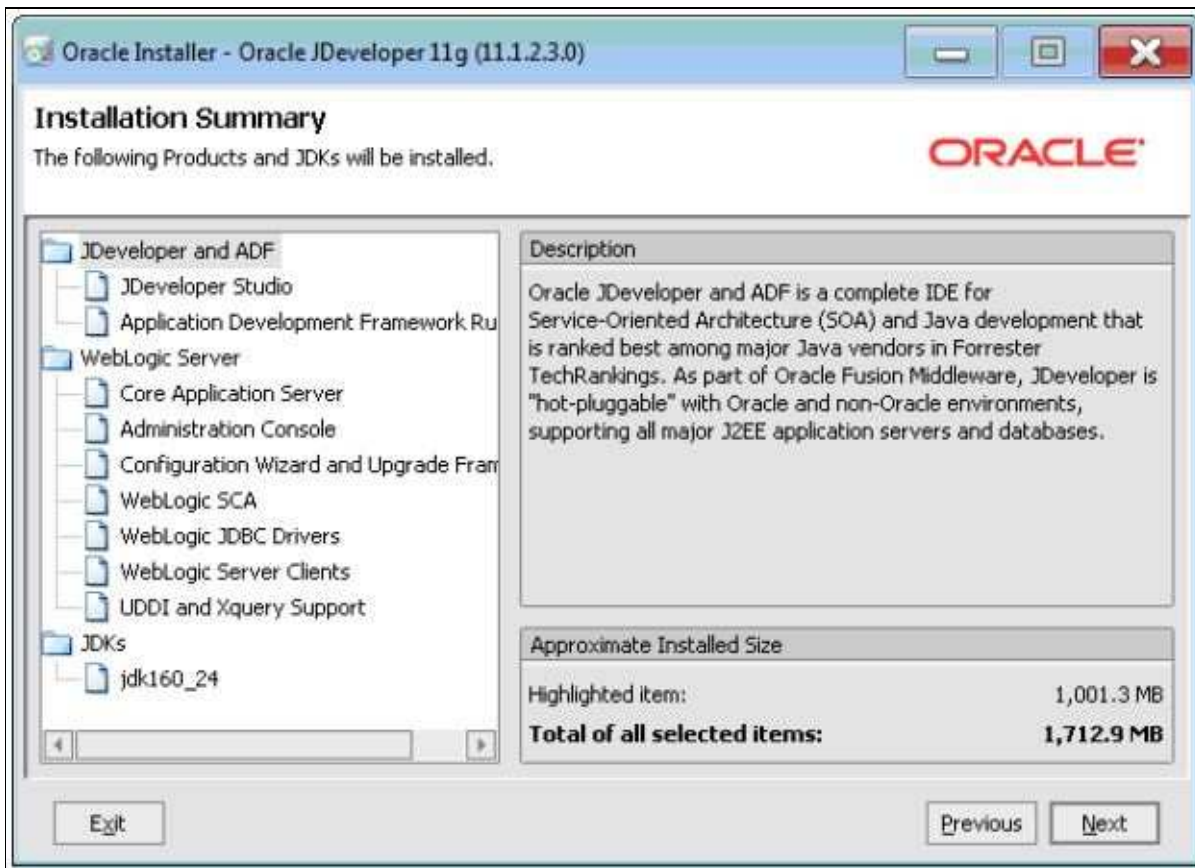 Oracle Installer - Oracle JDeveloper 11g (11.1.2.3.0)
Installation Summary
The following Products and JDKs will be installed.
ORACLE
JDeveloper and ADF
JDeveloper Studio
Application Development Framework Ru
WebLogic Server
Core Application Server
Administration Console
Configuration Wizard and Upgrade Fram
WebLogic SCA
WebLogic JDBC Drivers
WebLogic Server Clients
UDDI and Xquery Support
JDKs
jdk160_24
Description
Oracle JDeveloper and ADF is a complete IDE for
Service-Oriented Architecture (SOA) and Java development that
is ranked best among major Java vendors in Forrester
TechRankings. As part of Oracle Fusion Middleware, JDeveloper is
"hot-pluggable" with Oracle and non-Oracle environments,
supporting all major J2EE application servers and databases.
Approximate Installed Size
Highlighted item: 1,001.3 MB
Total of all selected items: 1,712.9 MB
Exit
Previous
Next